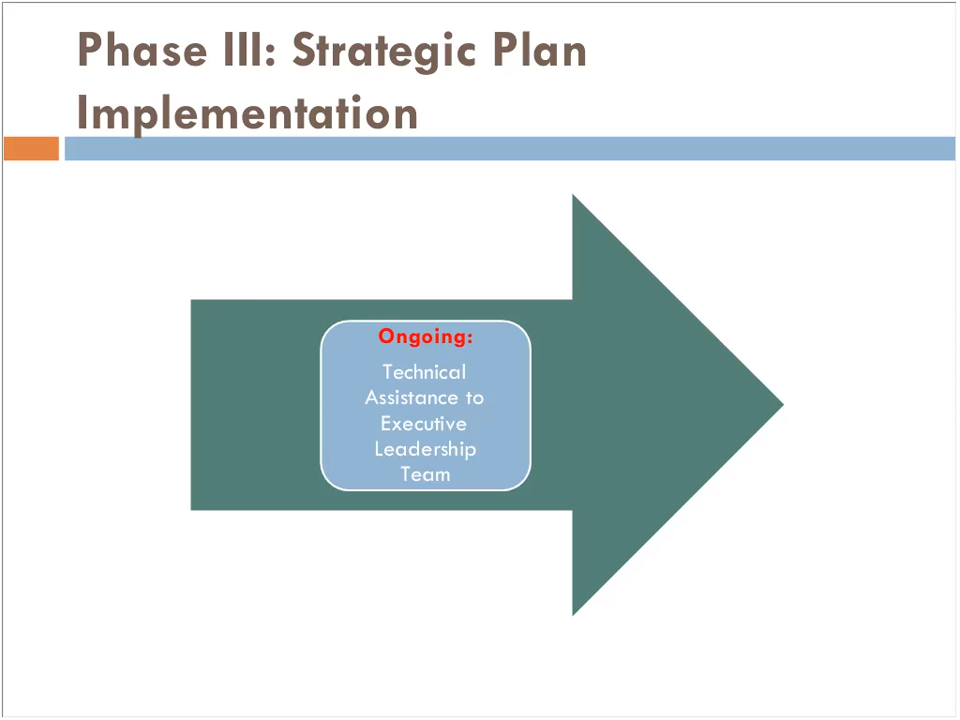 Phase III: Strategic Plan
Implementation
Ongoing:
Technical
Assistance to
Executive
Leadership
Team